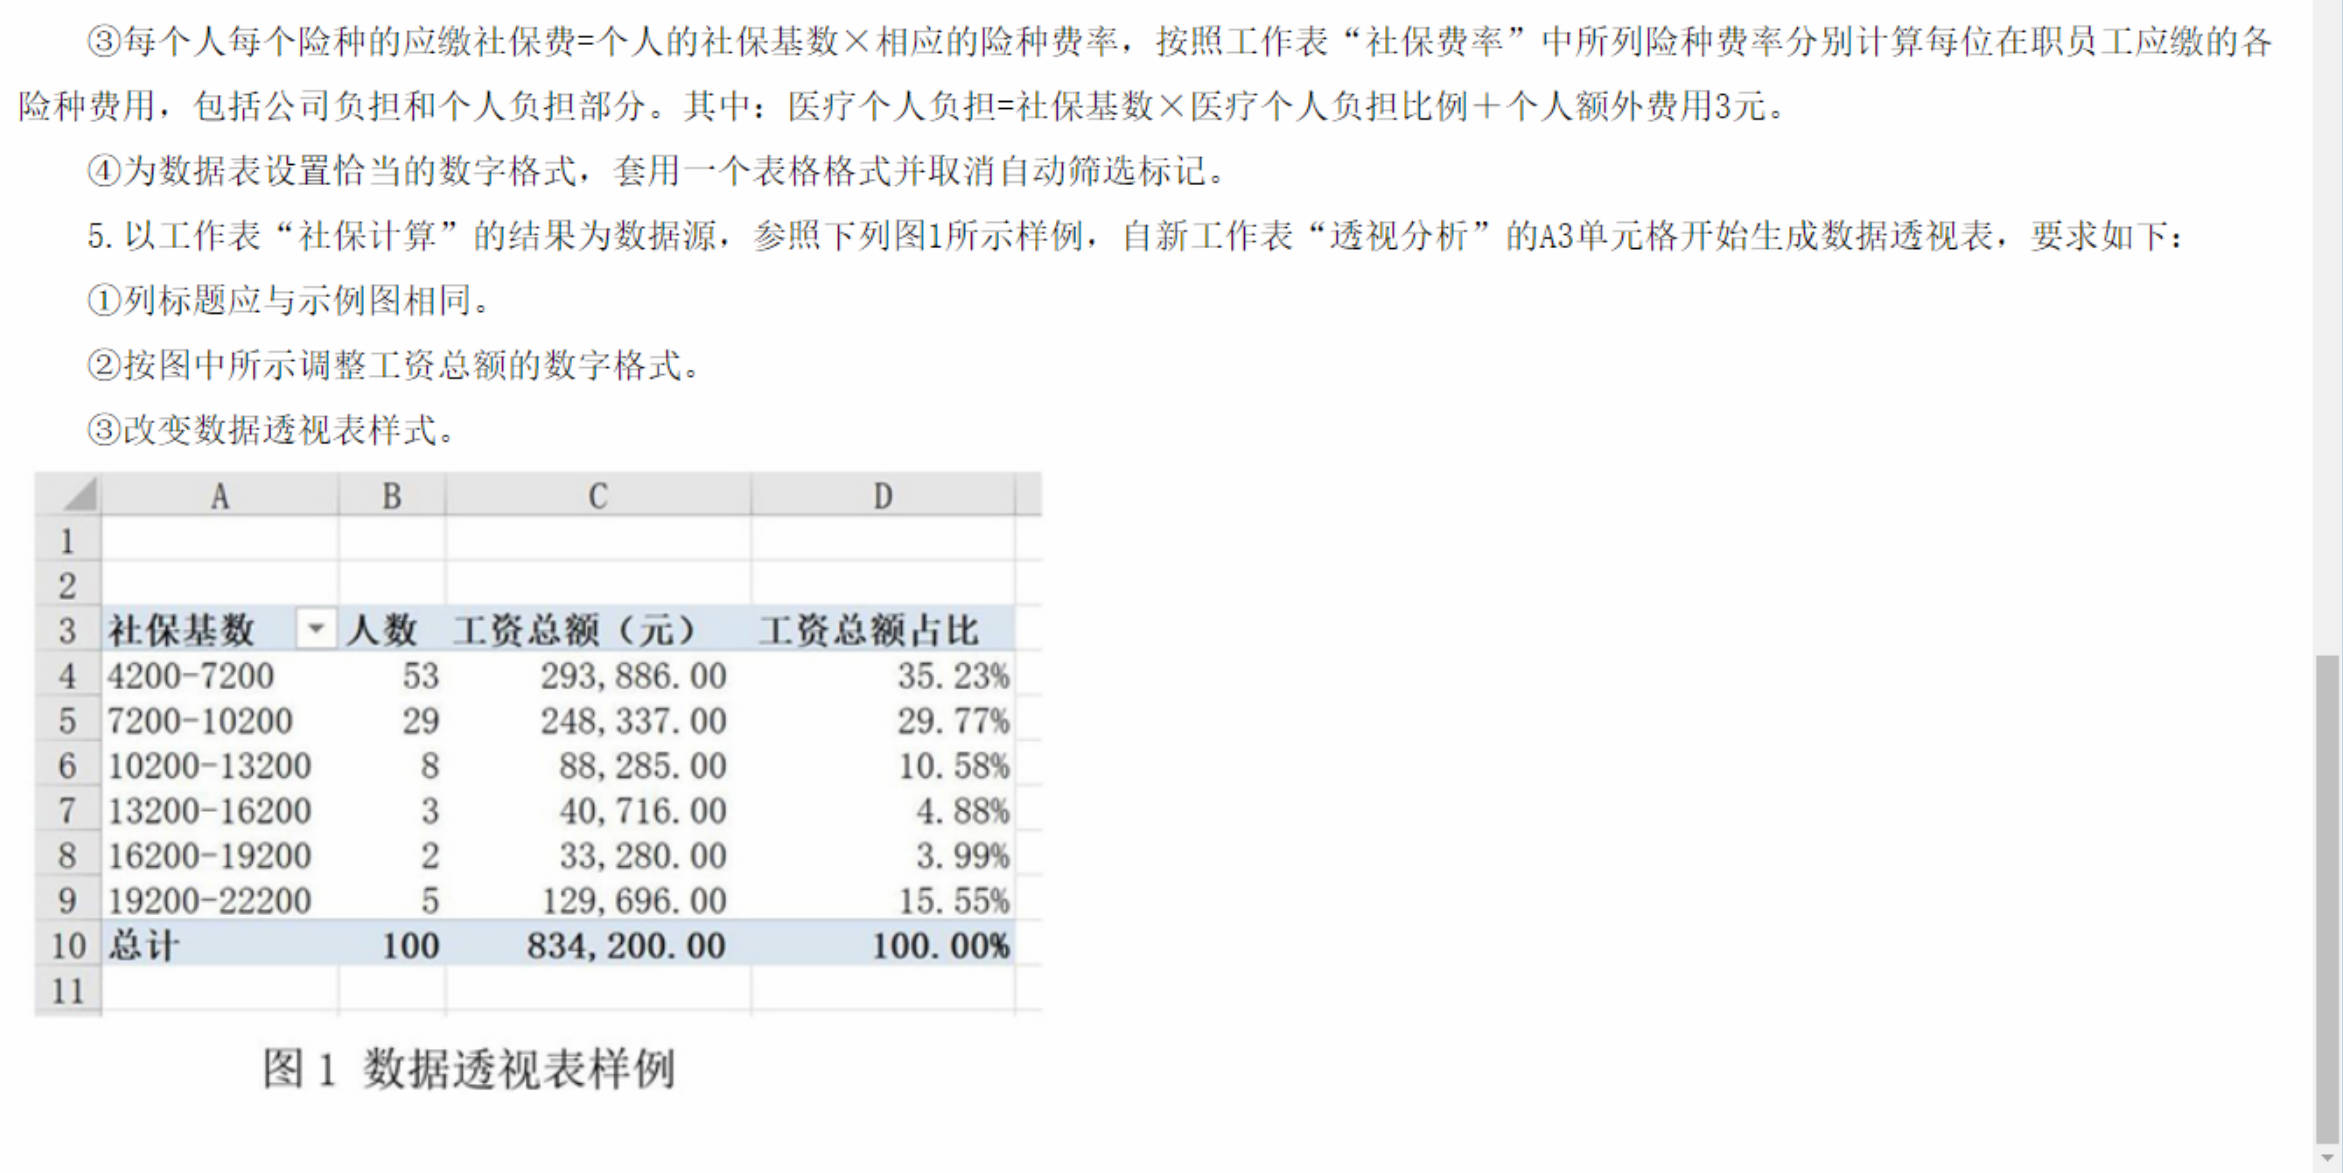 ③每个人每个险种的应缴社保费=个人的社保基数×相应的险种费率，按照工作表“社保费率”中所列险种费率分别计算每位在职员工应缴的各
险种费用，包括公司负担和个人负担部分。其中：医疗个人负担=社保基数×医疗个人负担比例＋个人额外费用3元。
④为数据表设置恰当的数字格式，套用一个表格格式并取消自动筛选标记。
5.以工作表“社保计算”的结果为数据源，参照下列图1所示样例，自新工作表“透视分析”的A3单元格开始生成数据透视表，要求如下：
①列标题应与示例图相同。
②按图中所示调整工资总额的数字格式。
③改变数据透视表样式。
A B C D
1
2
3 社保基数 人数 工资总额（元） 工资总额占比
4 4200-7200 53 293,886.00 35.23%
5 7200-10200 29 248,337.00 29.77%
6 10200-13200 8 88,285.00 10.58%
7 13200-16200 3 40,716.00 4.88%
8 16200-19200 2 33,280.00 3.99%
9 19200-22200 5 129,696.00 15.55%
10 总计 100 834,200.00 100.00%
11
图1 数据透视表样例